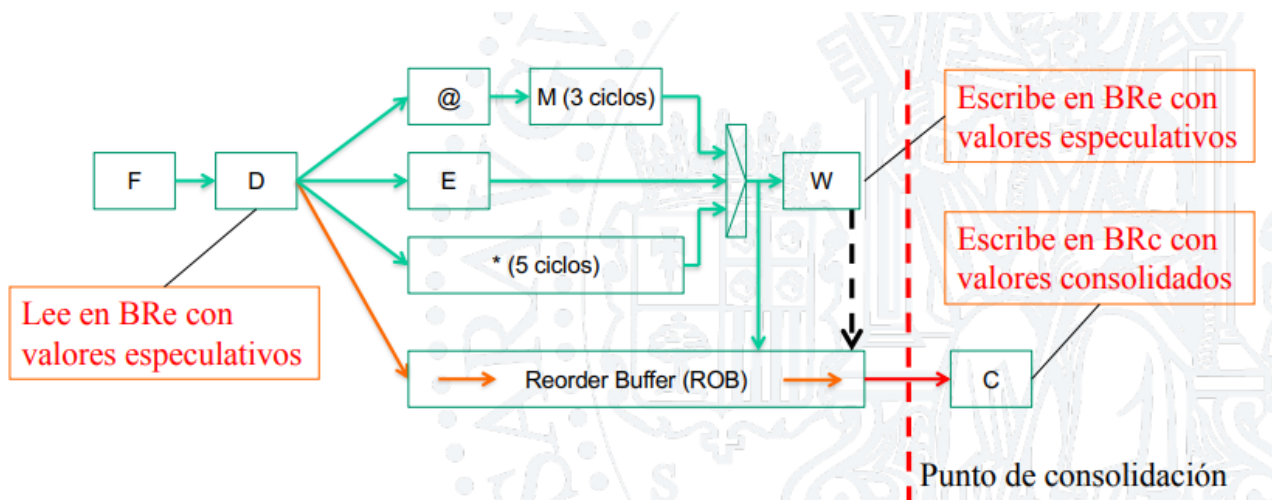 @
M (3 ciclos)
Escribe en BRe con
valores especulativos
F
D
E
W
* (5 ciclos)
Escribe en BRc con
valores consolidados
Lee en BRe con
valores especulativos
Reorder Buffer (ROB)
C
Punto de consolidación